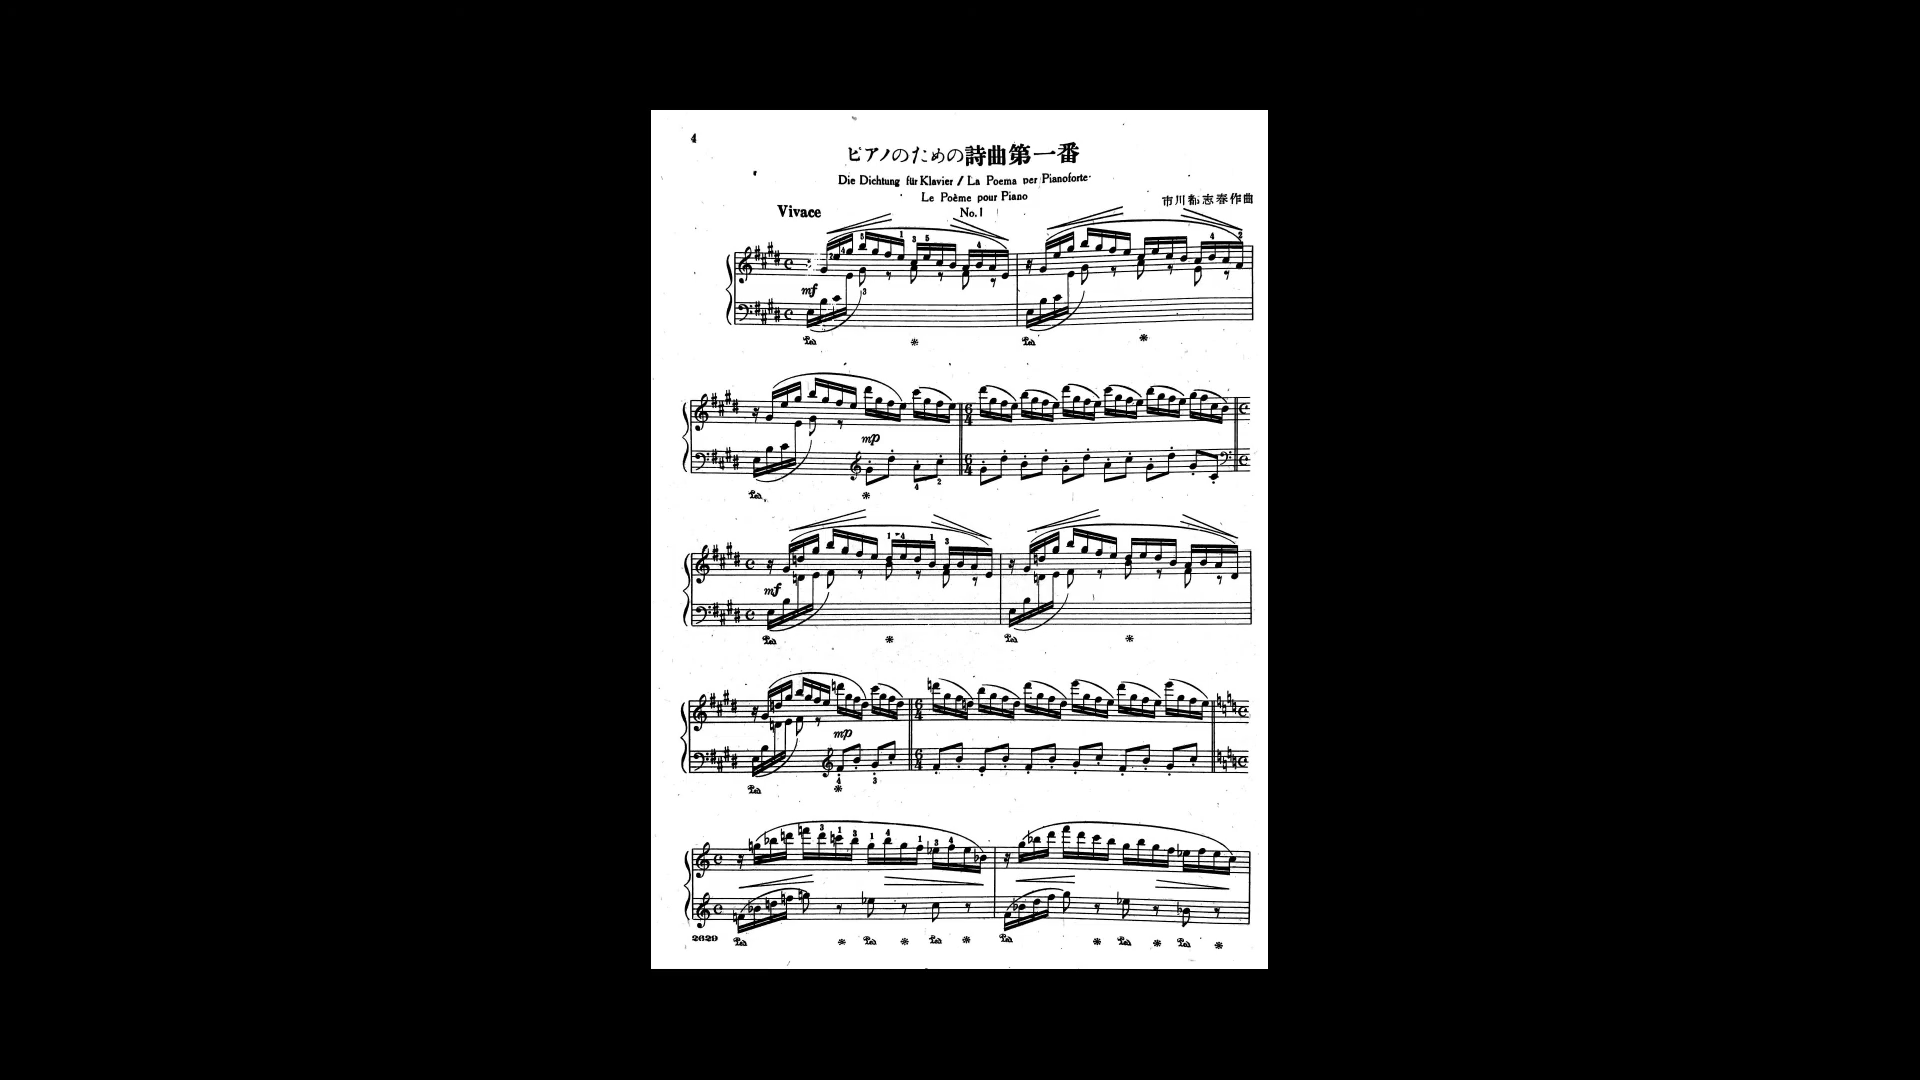 4
ピアノのための詩曲第一番
Die Dichtung für Klavier / La Poema per Pianoforte
Le Poème pour Piano
市川都志春作曲
Vivace
No. 1
mf
mp
mf
mp
2629